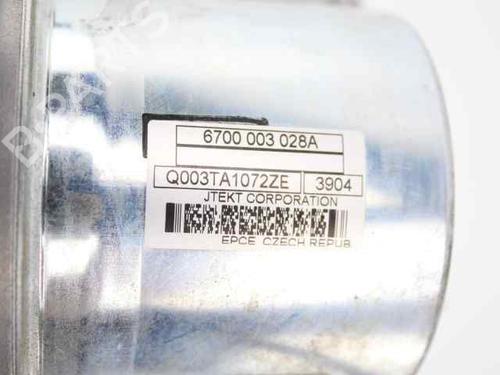 6700 003 028A
Q003TA1072ZE 3904
JTEKT CORPORATION
EPCE CZECH REPUB